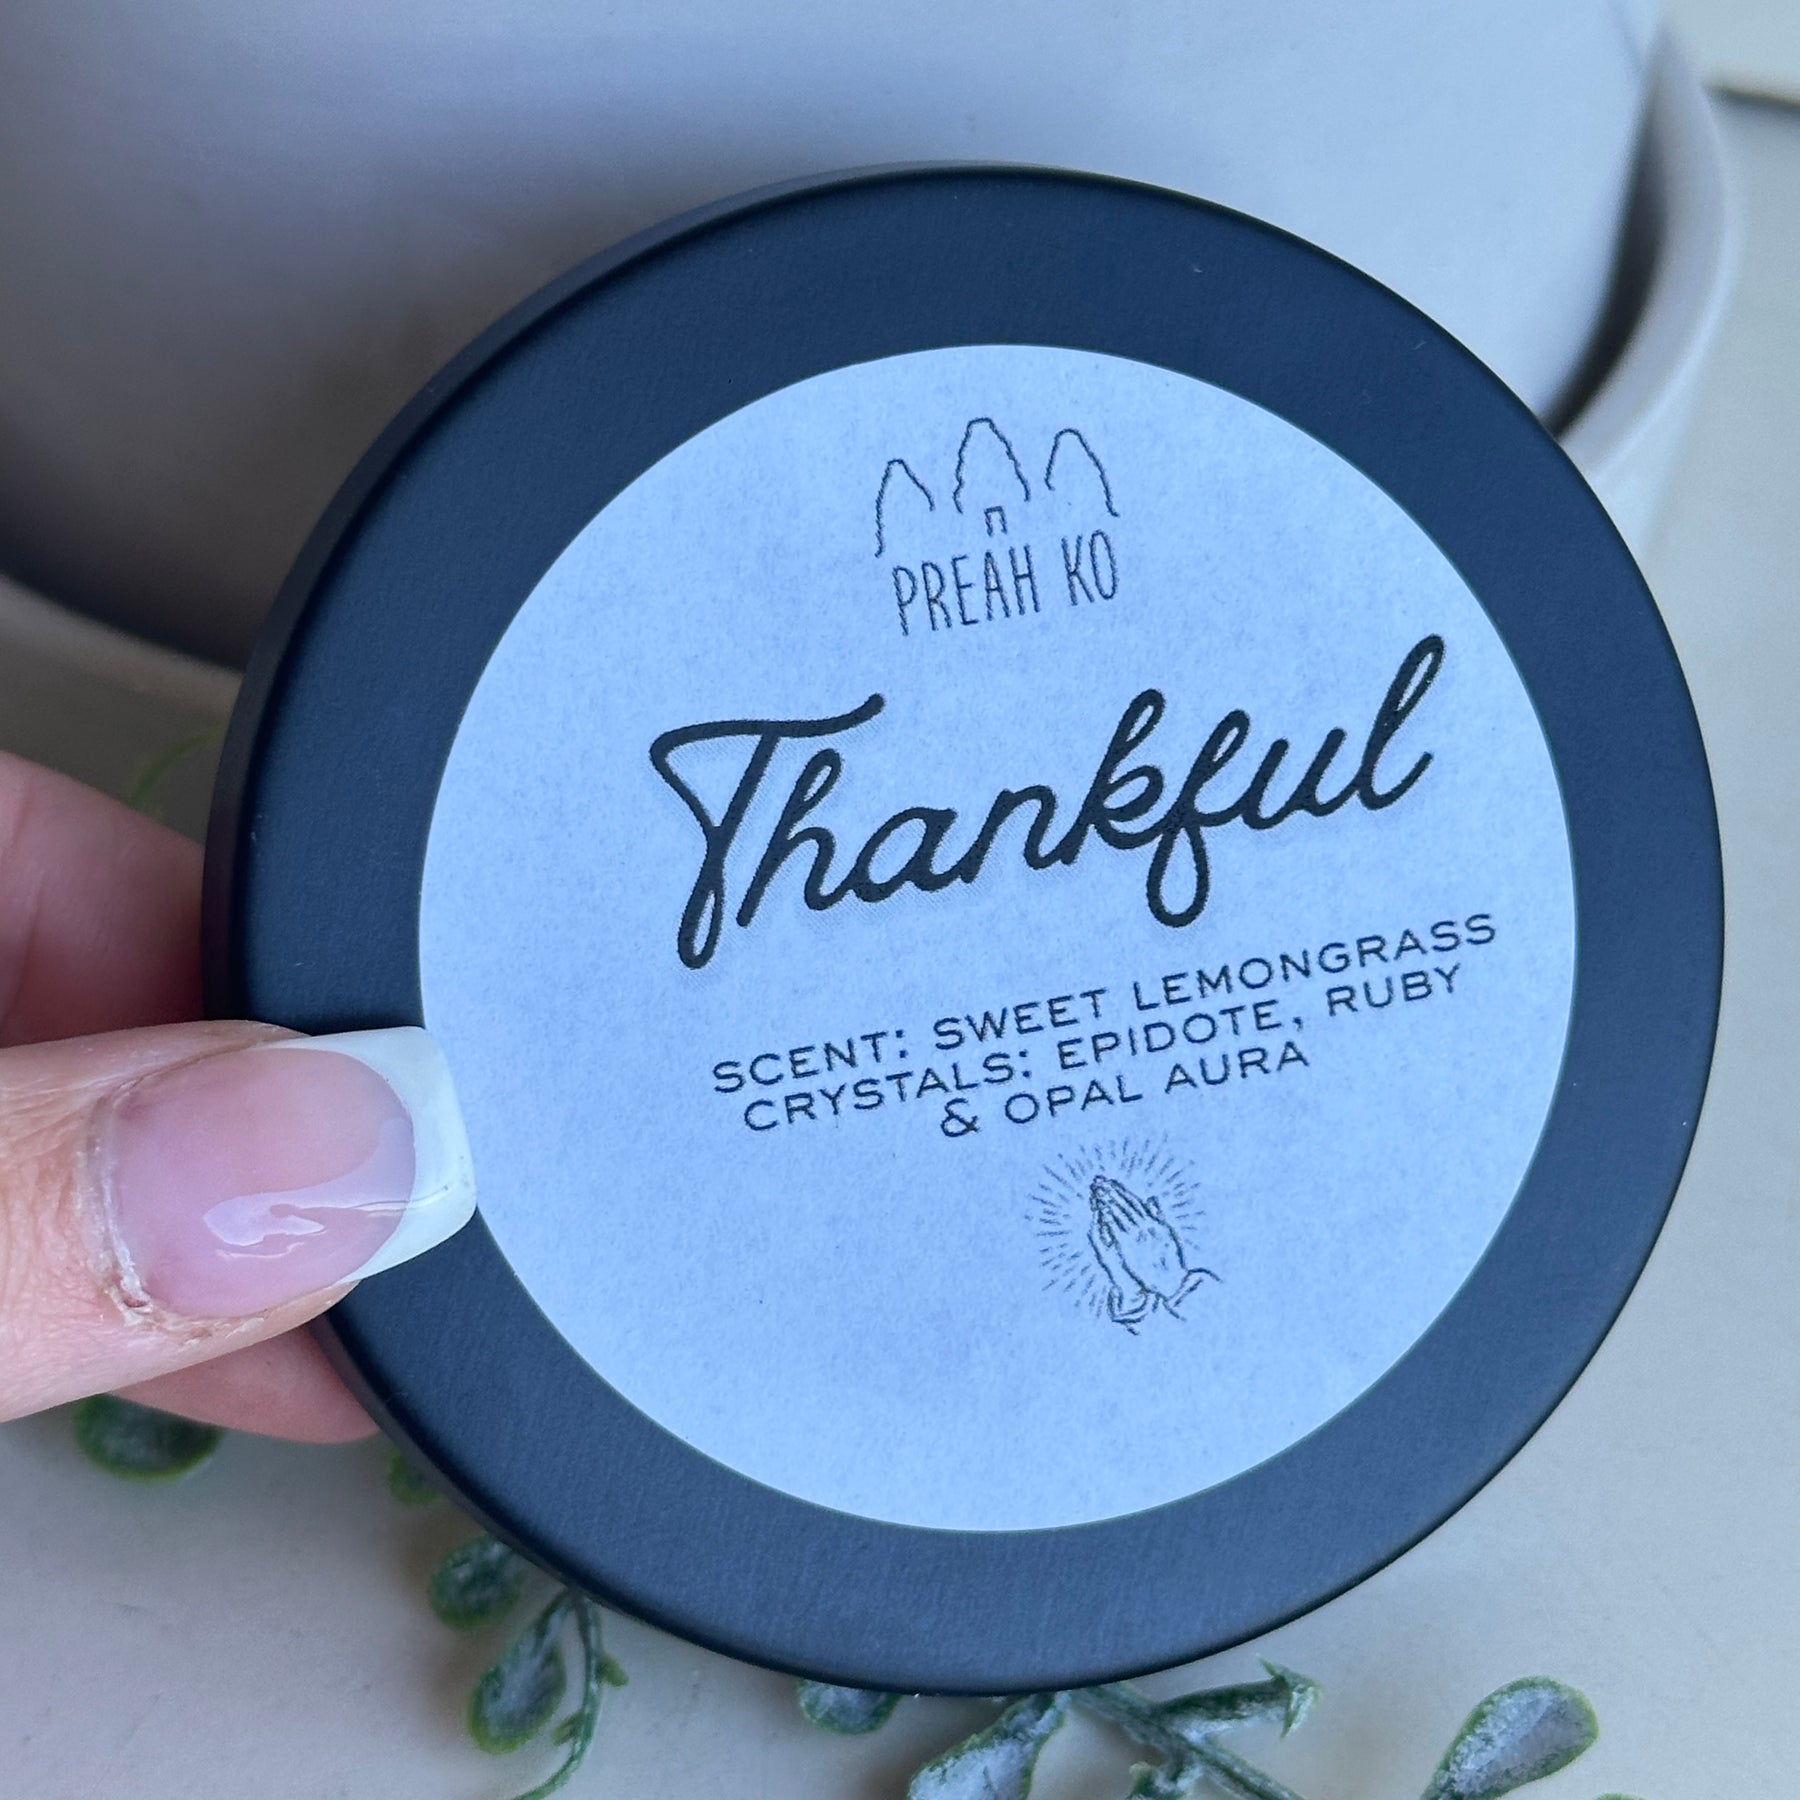 PREAH KO
Thankful
SCENT: SWEET LEMONGRASS
CRYSTALS: EPIDOTE, RUBY
& OPAL AURA